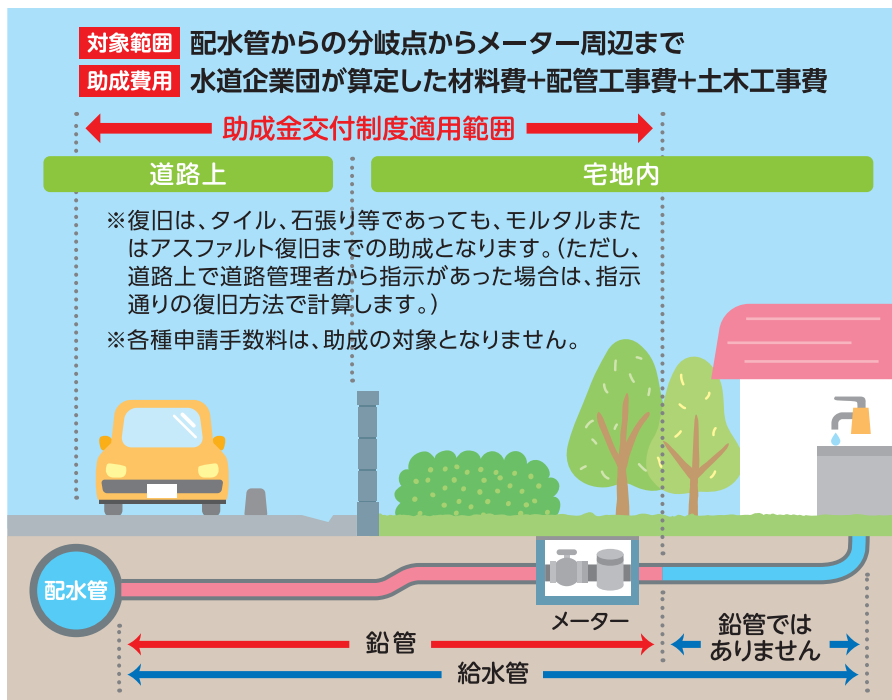 対象範囲 配水管からの分岐点からメーター周辺まで
助成費用 水道企業団が算定した材料費+配管工事費+土木工事費
助成金交付制度適用範囲
道路上
宅地内
※復旧は、タイル、石張り等であっても、モルタルまた
はアスファルト復旧までの助成となります。(ただし、
道路上で道路管理者から指示があった場合は、指示
通りの復旧方法で計算します。)
※各種申請手数料は、助成の対象となりません。
配水管
メーター
鉛管
鉛管では
ありません
給水管